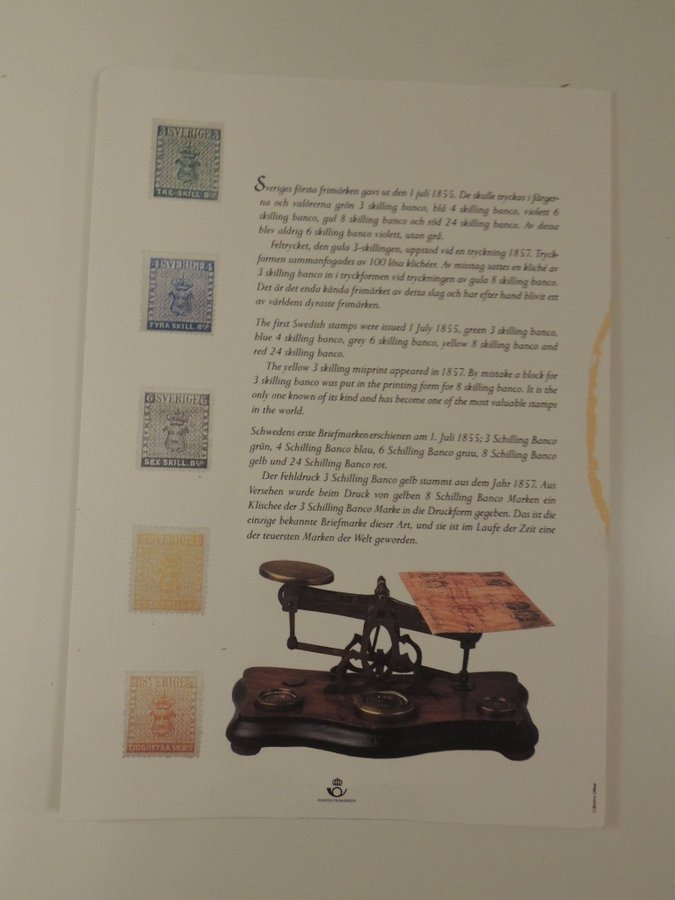 3 SVERIGE 3
TRE SKILL. Bco
4 SVERIGE 4
FYRA SKILL. Bco
6 SVERIGE 6
SEX SKILL. Bco
SVERIGE
TJUGUFYRA SK. Bco
Sveriges första frimärken gavs ut den 1 juli 1855. De skulle tryckas i färger-
na och valörerna grön 3 skilling banco, blå 4 skilling banco, violett 6
skilling banco, gul 8 skilling banco och röd 24 skilling banco. Av dessa
blev aldrig 6 skilling banco violett, utan grå.
Feltrycket, den gula 3-skillingen, uppstod vid en tryckning 1857. Tryck-
formen sammanfogades av 100 lösa klichéer. Av misstag sattes en kliché av
3 skilling banco in i tryckformen vid tryckningen av gula 8 skilling banco.
Det är det enda kända frimärket av detta slag och har efter hand blivit ett
av världens dyraste frimärken.
The first Swedish stamps were issued 1 July 1855, green 3 skilling banco,
blue 4 skilling banco, grey 6 skilling banco, yellow 8 skilling banco and
red 24 skilling banco.
The yellow 3 skilling misprint appeared in 1857. By mistake a block for
3 skilling banco was put in the printing form for 8 skilling banco. It is the
only one known of its kind and has become one of the most valuable stamps
in the world.
Schwedens erste Briefmarken erschienen am 1. Juli 1855; 3 Schilling Banco
grün, 4 Schilling Banco blau, 6 Schilling Banco grau, 8 Schilling Banco
gelb und 24 Schilling Banco rot.
Der Fehldruck 3 Schilling Banco gelb stammt aus dem Jahr 1857. Aus
Versehen wurde beim Druck von gelben 8 Schilling Banco Marken ein
Klischee der 3 Schilling Banco Marke in die Druckform gegeben. Das ist die
einzige bekannte Briefmarke dieser Art, und sie ist im Laufe der Zeit eine
der teuersten Marken der Welt geworden.
POSTEN FRIMÄRKEN